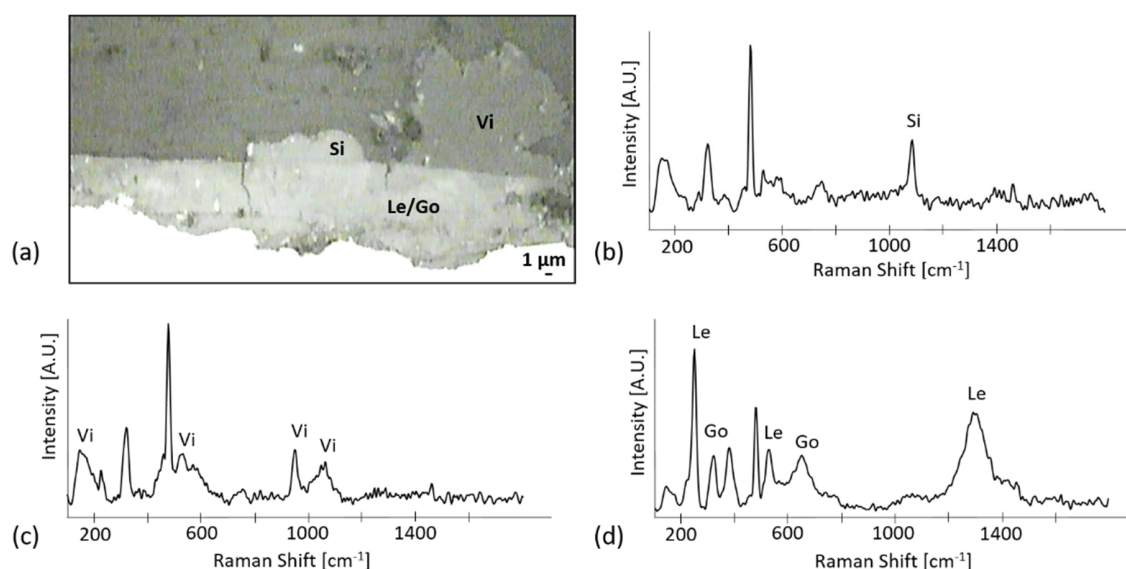 Si
Vi
Le/Go
1 µm
(a)
Intensity [A.U.]
Si
200 600 1000 1400
Raman Shift [cm-1]
(b)
Intensity [A.U.]
Vi
Vi
Vi
Vi
200 600 1000 1400
Raman Shift [cm-1]
(c)
Intensity [A.U.]
Le
Go
Le
Go
Le
200 600 1000 1400
Raman Shift [cm-1]
(d)